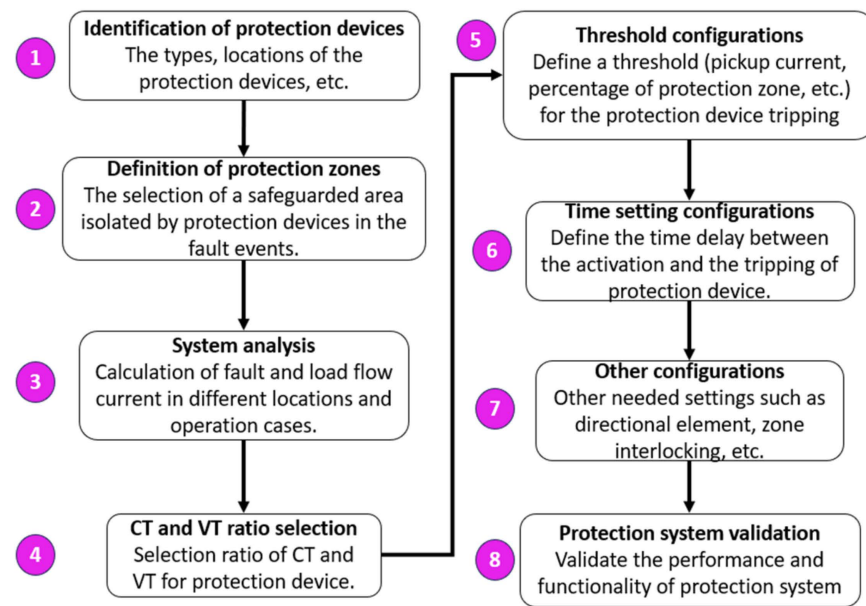 1
Identification of protection devices
The types, locations of the
protection devices, etc.
2
Definition of protection zones
The selection of a safeguarded area
isolated by protection devices in the
fault events.
3
System analysis
Calculation of fault and load flow
current in different locations and
operation cases.
4
CT and VT ratio selection
Selection ratio of CT and
VT for protection device.
5
Threshold configurations
Define a threshold (pickup current,
percentage of protection zone, etc.)
for the protection device tripping
6
Time setting configurations
Define the time delay between
the activation and the tripping of
protection device.
7
Other configurations
Other needed settings such as
directional element, zone
interlocking, etc.
8
Protection system validation
Validate the performance and
functionality of protection system